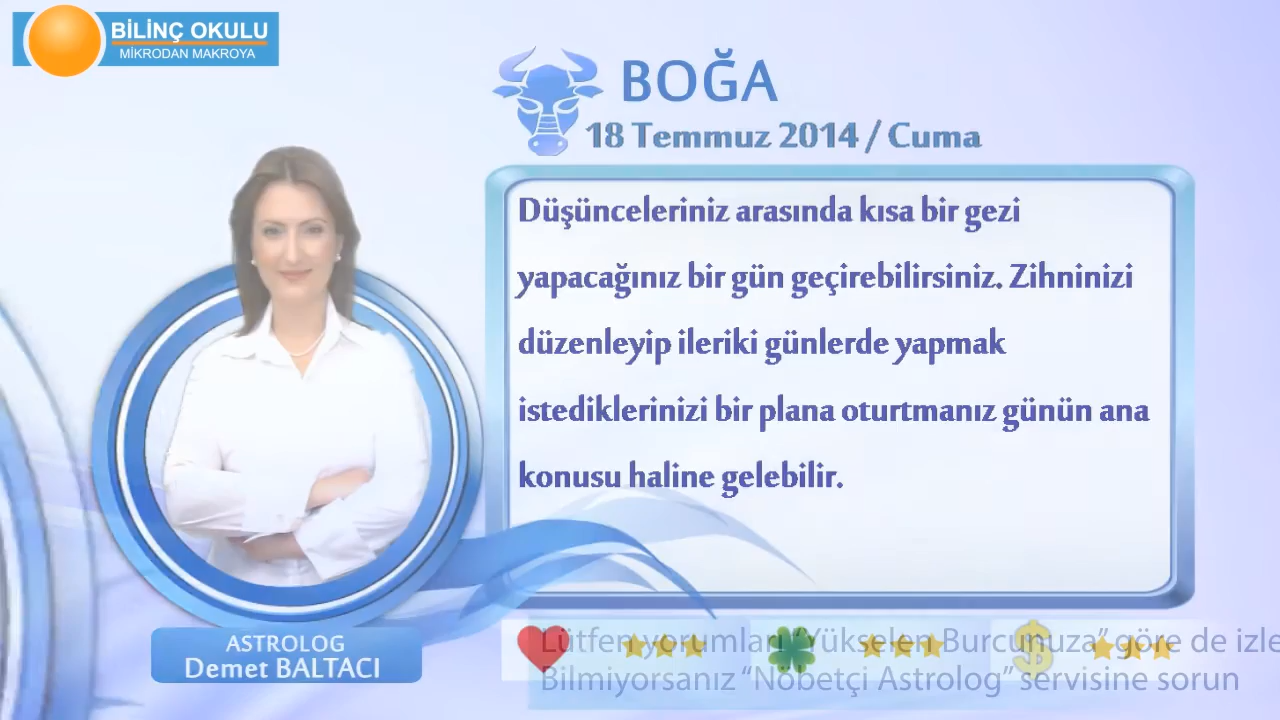 BİLİNÇ OKULU
MİKRODAN MAKROYA
BOĞA
18 Temmuz 2014 / Cuma
Düşünceleriniz arasında kısa bir gezi
yapacağınız bir gün geçirebilirsiniz. Zihninizi
düzenleyip ileriki günlerde yapmak
istediklerinizi bir plana oturtmanız günün ana
konusu haline gelebilir.
ASTROLOG
Demet BALTACI
Lütfen yorumları "Yükselen Burcunuza" göre de izle
Bilmiyorsanız "Nöbetçi Astrolog" servisine sorun